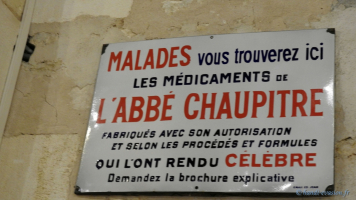 MALADES vous trouverez ici
LES MÉDICAMENTS DE
L'ABBÉ CHAUPITRE
FABRIQUÉS AVEC SON AUTORISATION
ET SELON LES PROCÉDÉS ET FORMULES
QUI L'ONT RENDU CÉLÈBRE
Demandez la brochure explicative